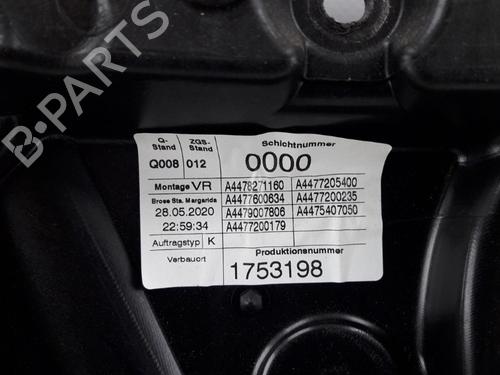 B-PARTS
Q-Stand ZGS-Stand Schichtnummer
Q008 012 0000
Montage VR A4478271160 A4477205400
Brose Sta. Margarida A4477600634 A4477200235
28.05.2020 A4479007806 A4475407050
22:59:34 A4477200179
Auftragstyp K
Verbauort Produktionsnummer
1753198